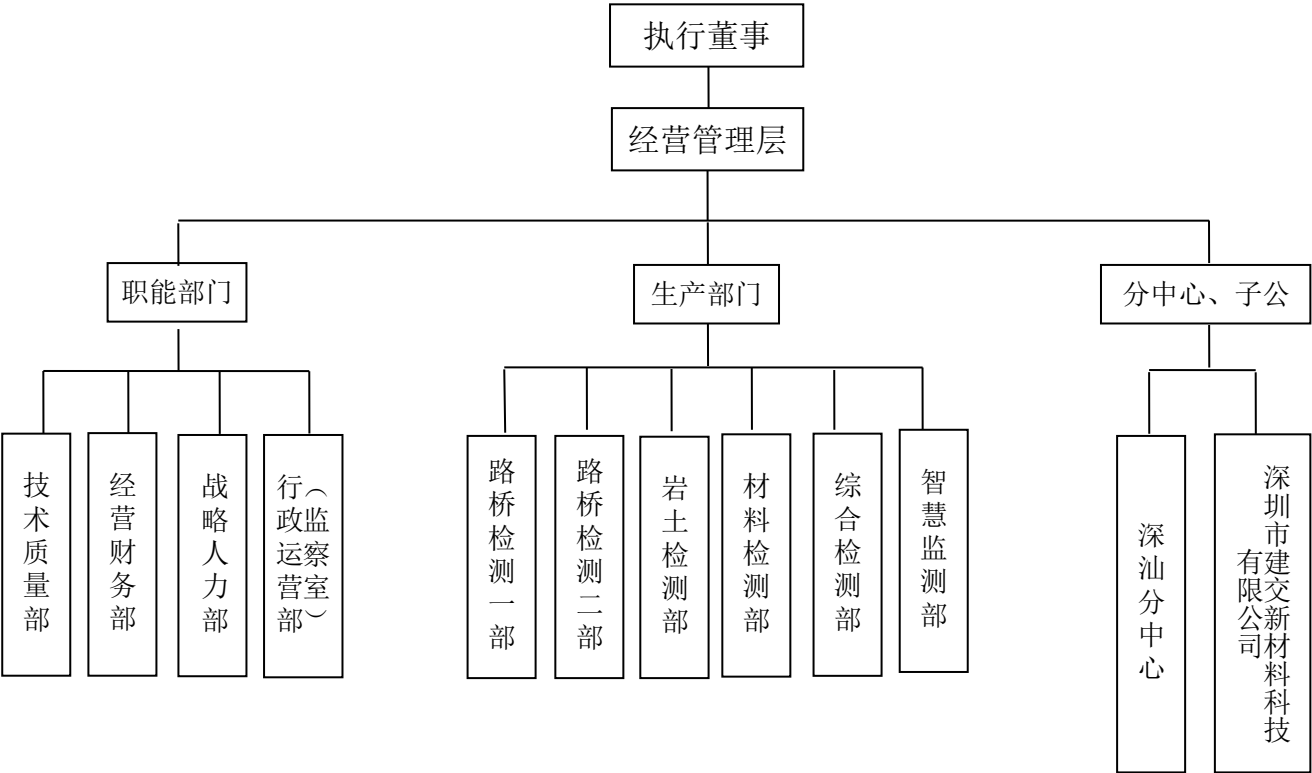 执行董事
经营管理层
职能部门
生产部门
分中心、子公
技术质量部
经营财务部
战略人力部
行政运营部
（监察室）
路桥检测一部
路桥检测二部
岩土检测部
材料检测部
综合检测部
智慧监测部
深汕分中心
深圳市建交新材料科技
有限公司